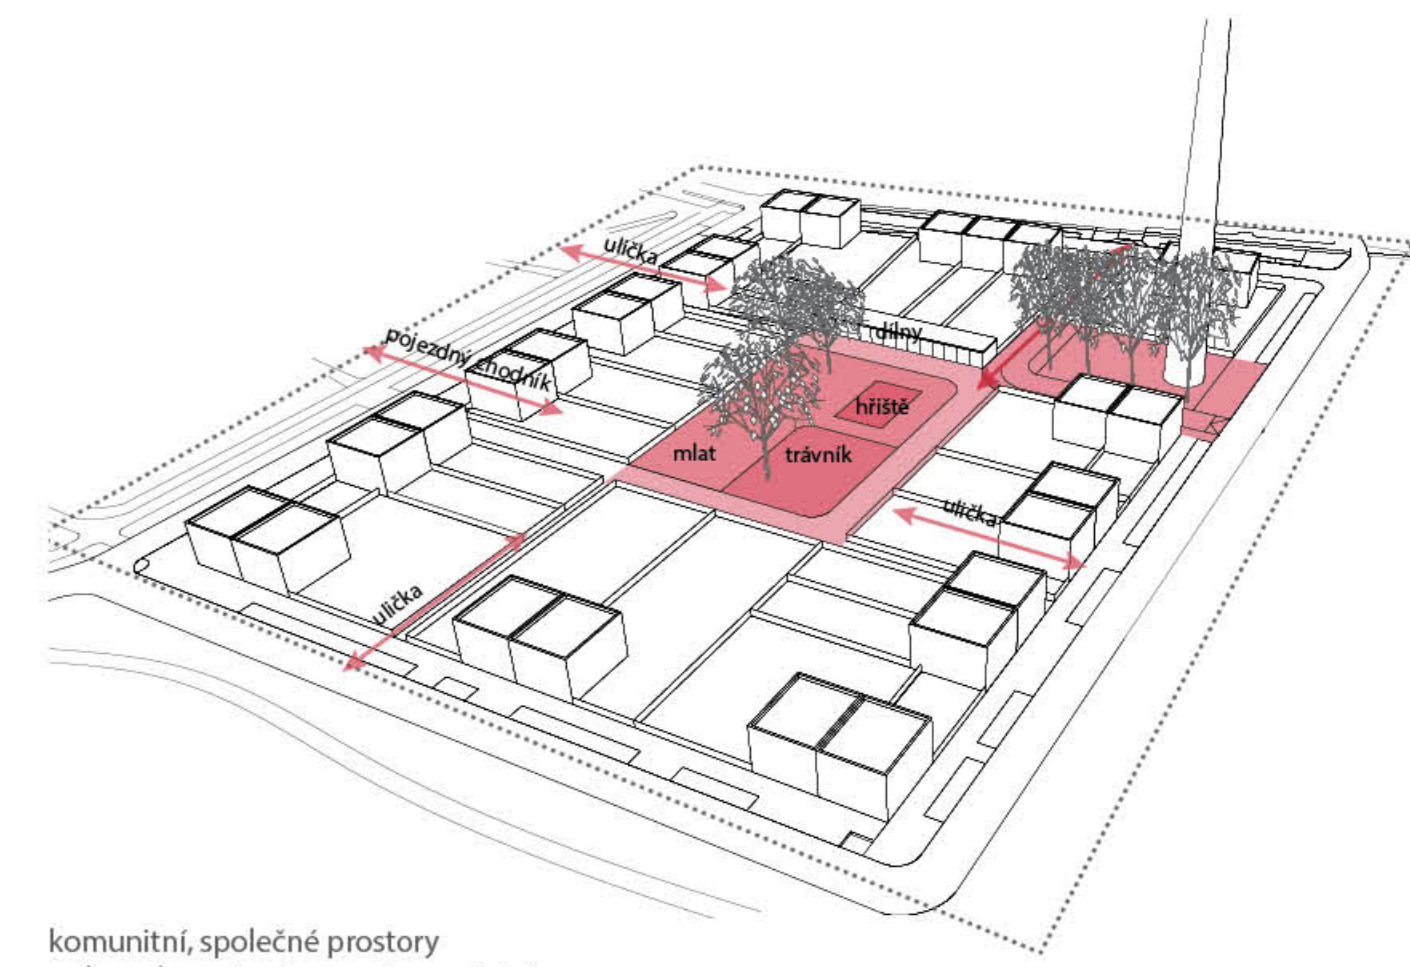 ulička
pojezdný chodník
dílny
hřiště
mlat
trávník
ulička
ulička
komunitní, společné prostory